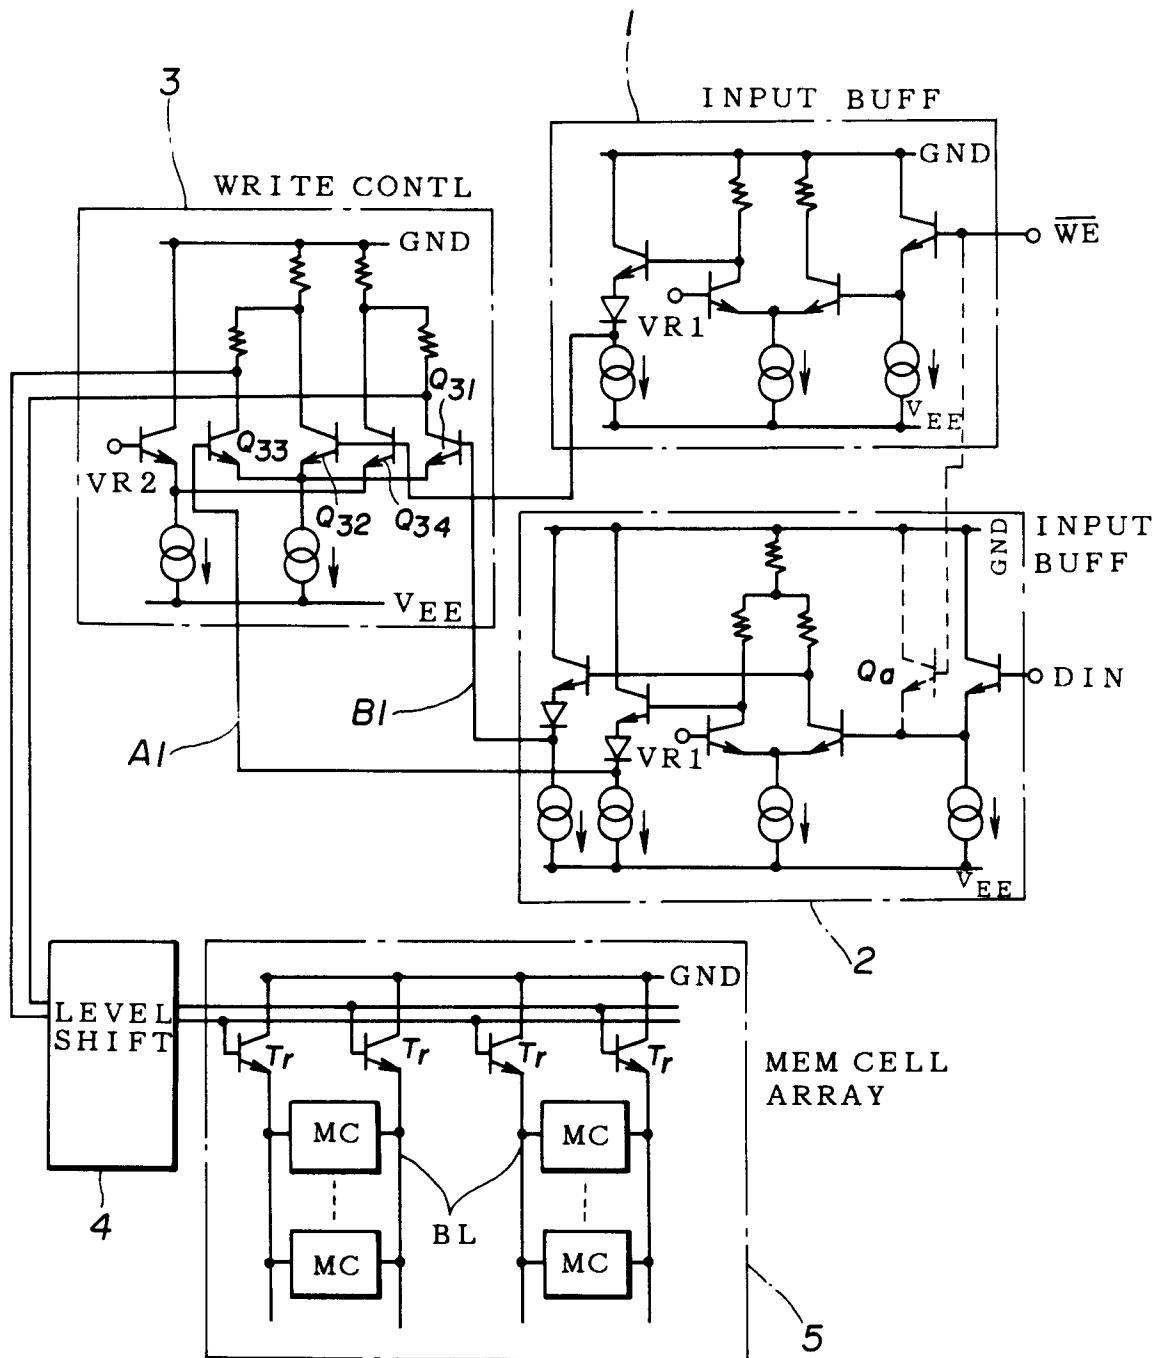 1
INPUT BUFF
GND
W̅E̅
VR1
VEE
3
WRITE CONTL
GND
Q31
Q33
VR2
Q32
Q34
VEE
INPUT
BUFF
GND
Qa
DIN
VR1
B1
A1
VEE
2
LEVEL
SHIFT
4
GND
Tr
Tr
Tr
Tr
MEM CELL
ARRAY
MC
MC
BL
MC
MC
5